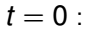 t = 0 :